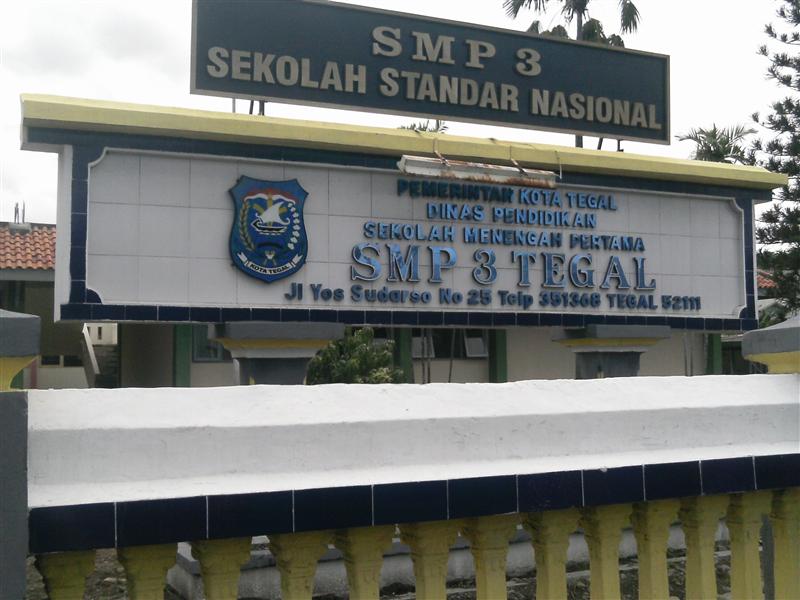 SMP 3
SEKOLAH STANDAR NASIONAL
PEMERINTAH KOTA TEGAL
DINAS PENDIDIKAN
SEKOLAH MENENGAH PERTAMA
SMP 3 TEGAL
Jl Yos Sudarso No 25 Telp 351368 TEGAL 52111
KOTA TEGAL